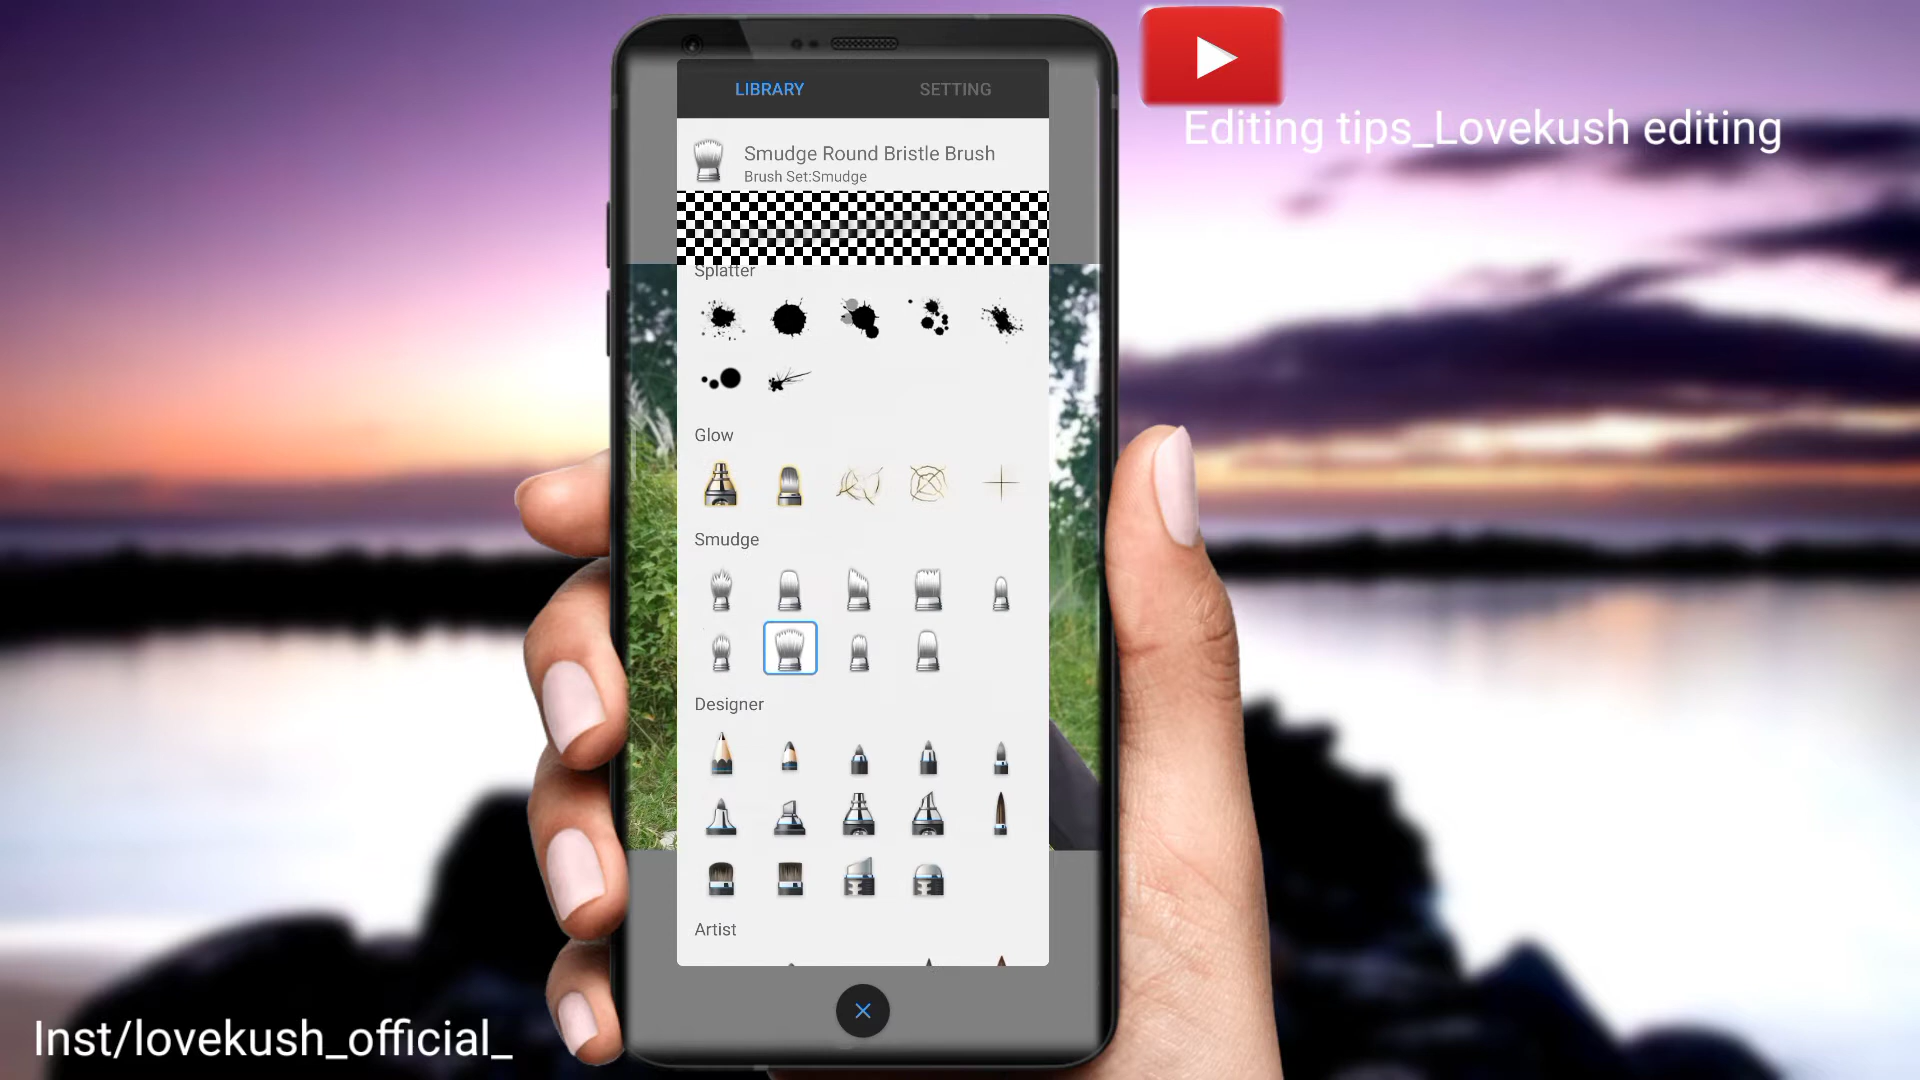 LIBRARY SETTING
Smudge Round Bristle Brush
Brush Set:Smudge
Splatter
Glow
Smudge
Designer
Artist
Editing tips_Lovekush editing
Inst/lovekush_official_